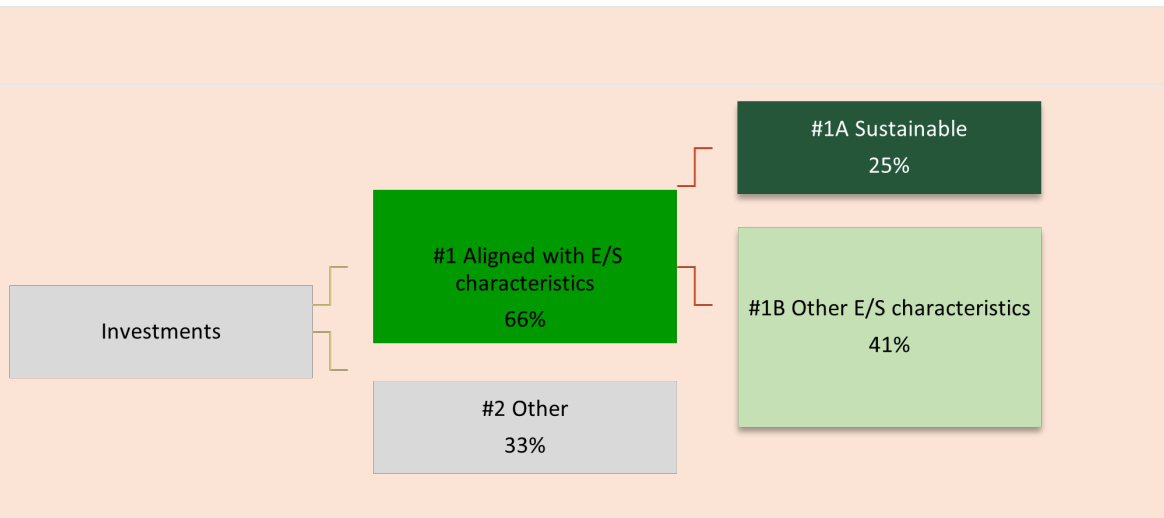 #1A Sustainable
25%
#1 Aligned with E/S
characteristics
66%
#1B Other E/S characteristics
41%
Investments
#2 Other
33%